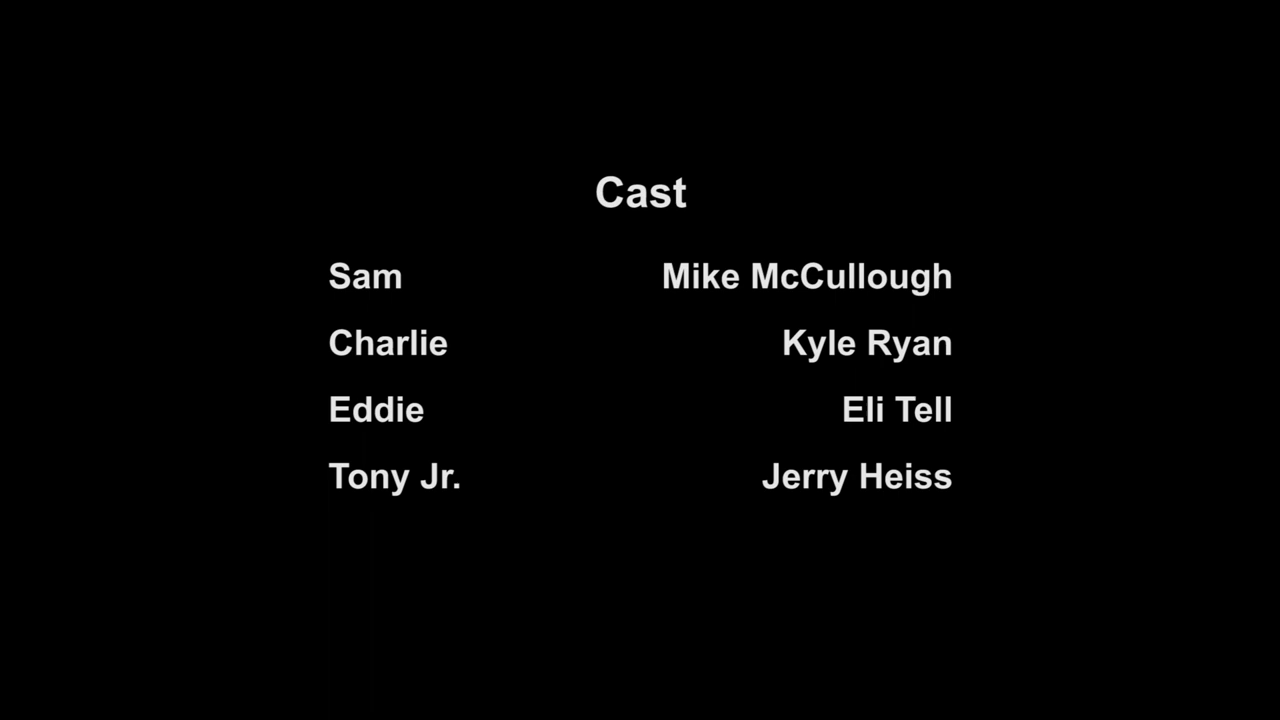 Cast
Sam Mike McCullough
Charlie Kyle Ryan
Eddie Eli Tell
Tony Jr. Jerry Heiss